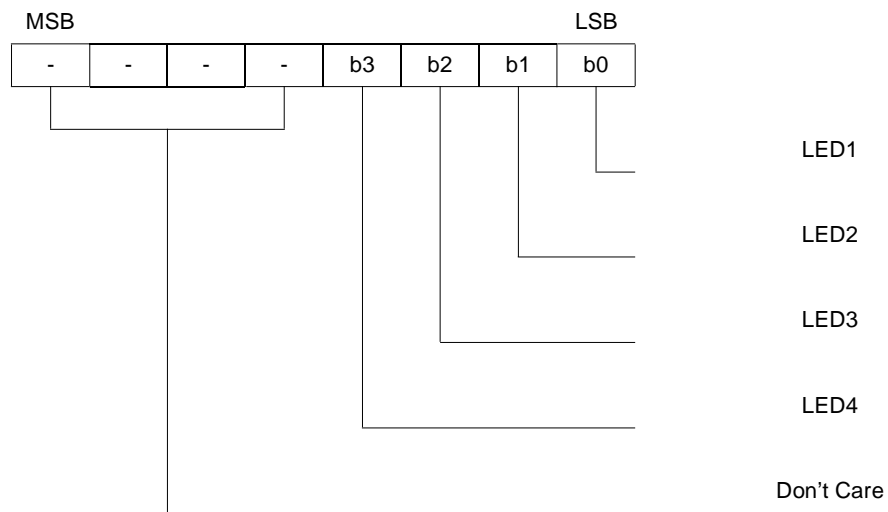 MSB LSB
- - - - b3 b2 b1 b0
LED1
LED2
LED3
LED4
Don't Care